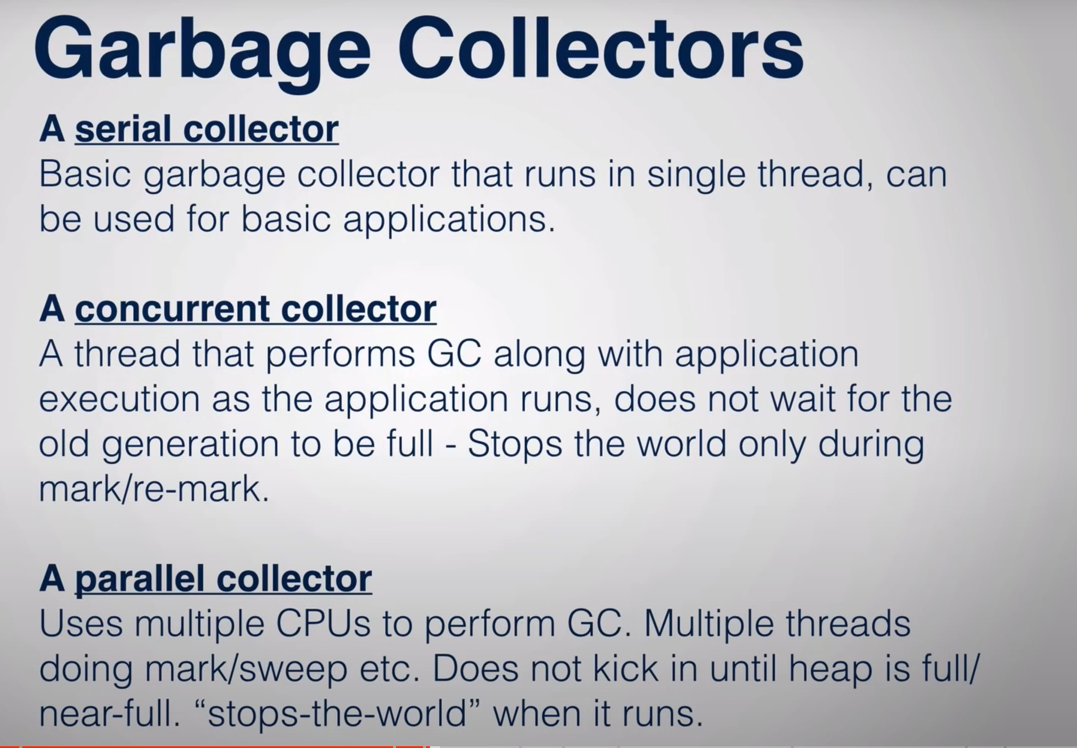 Garbage Collectors
A serial collector
Basic garbage collector that runs in single thread, can
be used for basic applications.
A concurrent collector
A thread that performs GC along with application
execution as the application runs, does not wait for the
old generation to be full - Stops the world only during
mark/re-mark.
A parallel collector
Uses multiple CPUs to perform GC. Multiple threads
doing mark/sweep etc. Does not kick in until heap is full/
near-full. “stops-the-world” when it runs.